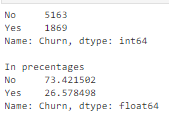 No     5163
Yes    1869
Name: Churn, dtype: int64
In precentages
No     73.421502
Yes    26.578498
Name: Churn, dtype: float64